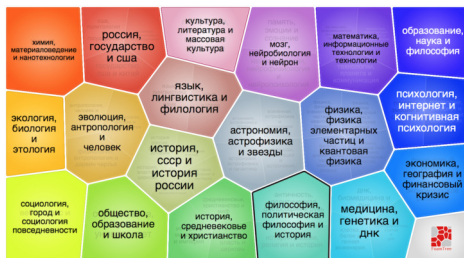 химия,
материаловедение
и нанотехнологии
россия,
государство
и сша
культура,
литература и
массовая
культура
мозг,
нейробиология
и нейрон
математика,
информационные
технологии и
технологии
образование,
наука и
философия
экология,
биология
и
этология
эволюция,
антропология
и
человек
язык,
лингвистика и
филология
история,
ссср и
история
россии
астрономия,
астрофизика
и звезды
физика,
физика
элементарных
частиц и
квантовая
физика
психология,
интернет и
когнитивная
психология
экономика,
география и
финансовый
кризис
социология,
город и
социология
повседневности
общество,
образование
и школа
история,
средневековье
и христианство
философия,
политическая
философия и
история
медицина,
генетика и
днк
FoamTree